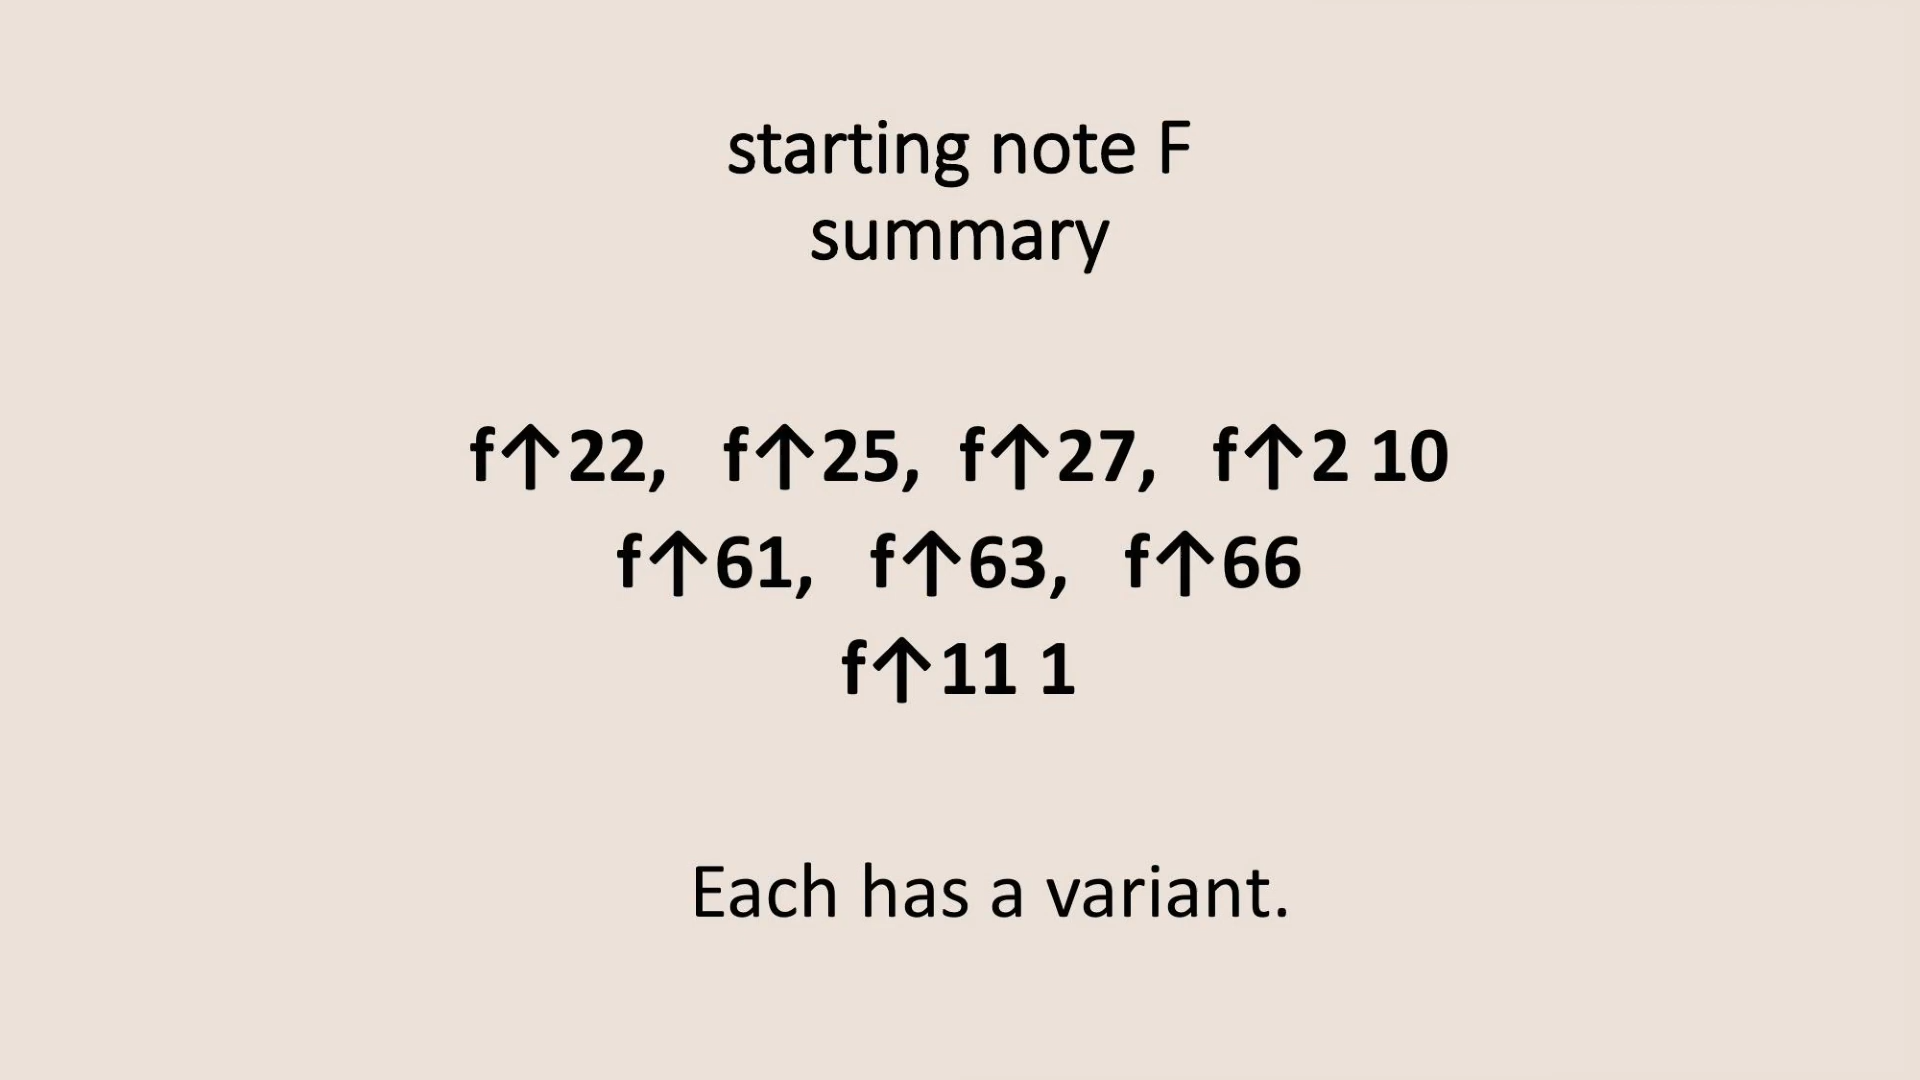 starting note F
summary
f↑22, f↑25, f↑27, f↑2 10
f↑61, f↑63, f↑66
f↑11 1
Each has a variant.